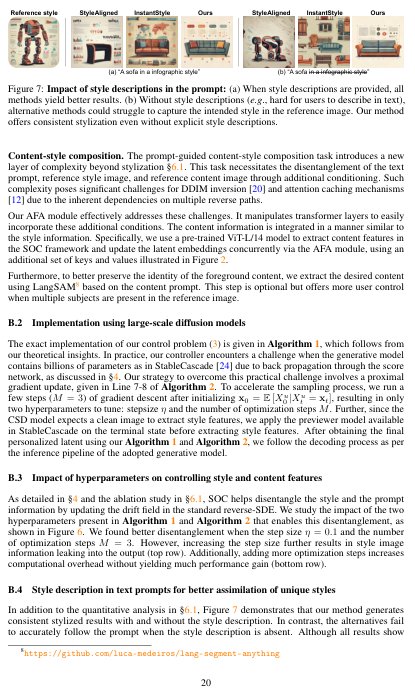 Reference style StyleAligned InstantStyle Ours StyleAligned InstantStyle Ours
(a) "A sofa in a infographic style" (b) "A sofa in a infographic style"
Figure 7: Impact of style descriptions in the prompt: (a) When style descriptions are provided, all
methods yield better results. (b) Without style descriptions (e.g., hard for users to describe in text),
alternative methods could struggle to capture the intended style in the reference image. Our method
offers consistent stylization even without explicit style descriptions.
Content-style composition. The prompt-guided content-style composition task introduces a new
layer of complexity beyond stylization §6.1. This task necessitates the disentanglement of the text
prompt, reference style image, and reference content image through additional conditioning. Such
complexity poses significant challenges for DDIM inversion [20] and attention caching mechanisms
[12] due to the inherent dependencies on multiple reverse paths.
Our AFA module effectively addresses these challenges. It manipulates transformer layers to easily
incorporate these additional conditions. The content information is integrated in a manner similar to
the style information. Specifically, we use a pre-trained ViT-L/14 model to extract content features in
the SOC framework and update the latent embeddings concurrently via the AFA module, using an
additional set of keys and values illustrated in Figure 2.
Furthermore, to better preserve the identity of the foreground content, we extract the desired content
using LangSAM⁸ based on the content prompt. This step is optional but offers more user control
when multiple subjects are present in the reference image.
B.2 Implementation using large-scale diffusion models
The exact implementation of our control problem (3) is given in Algorithm 1, which follows from
our theoretical insights. In practice, our controller encounters a challenge when the generative model
contains billions of parameters as in StableCascade [24] due to back propagation through the score
network, as discussed in §4. Our strategy to overcome this practical challenge involves a proximal
gradient update, given in Line 7-8 of Algorithm 2. To accelerate the sampling process, we run a
few steps (M = 3) of gradient descent after initializing x₀ = E [X₀ᵘ|Xₜᵘ = xₜ], resulting in only
two hyperparameters to tune: stepsize η and the number of optimization steps M. Further, since the
CSD model expects a clean image to extract style features, we apply the previewer model available
in StableCascade on the terminal state before extracting style features. After obtaining the final
personalized latent using our Algorithm 1 and Algorithm 2, we follow the decoding process as per
the inference pipeline of the adopted generative model.
B.3 Impact of hyperparameters on controlling style and content features
As detailed in §4 and the ablation study in §6.1, SOC helps disentangle the style and the prompt
information by updating the drift field in the standard reverse-SDE. We study the impact of the two
hyperparameters present in Algorithm 1 and Algorithm 2 that enables this disentanglement, as
shown in Figure 6. We found better disentanglement when the step size η = 0.1 and the number
of optimization steps M = 3. However, increasing the step size further results in style image
information leaking into the output (top row). Additionally, adding more optimization steps increases
computational overhead without yielding much performance gain (bottom row).
B.4 Style description in text prompts for better assimilation of unique styles
In addition to the quantitative analysis in §6.1, Figure 7 demonstrates that our method generates
consistent stylized results with and without the style description. In contrast, the alternatives fail
to accurately follow the prompt when the style description is absent. Although all results show
⁸https://github.com/luca-medeiros/lang-segment-anything
20